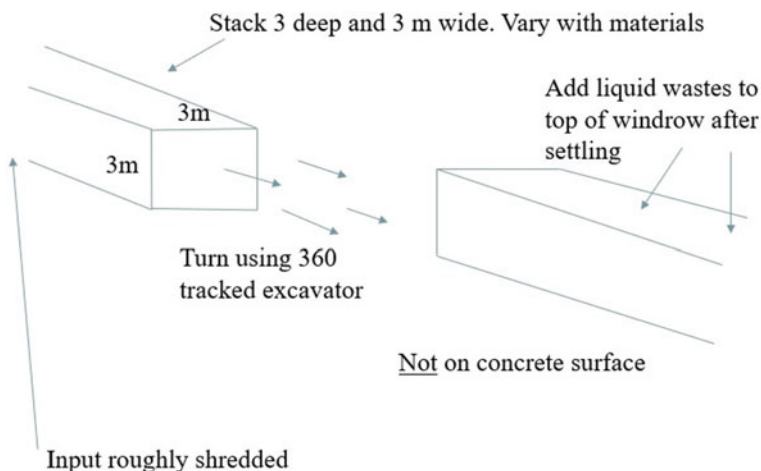 Stack 3 deep and 3 m wide. Vary with materials
Add liquid wastes to
top of windrow after
settling
3m
3m
Turn using 360
tracked excavator
Not on concrete surface
Input roughly shredded